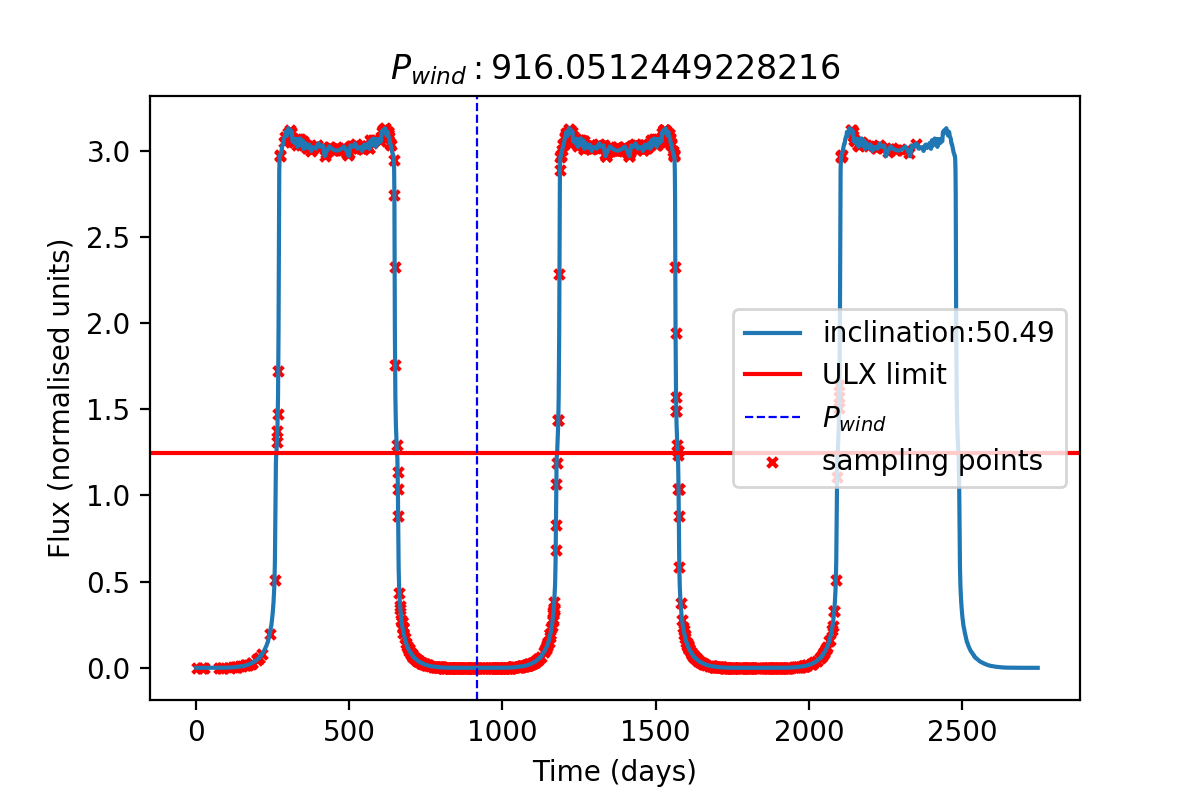 P_wind : 916.0512449228216
3.0
2.5
2.0
1.5
1.0
0.5
0.0
Flux (normalised units)
inclination:50.49
ULX limit
P_wind
sampling points
0 500 1000 1500 2000 2500
Time (days)